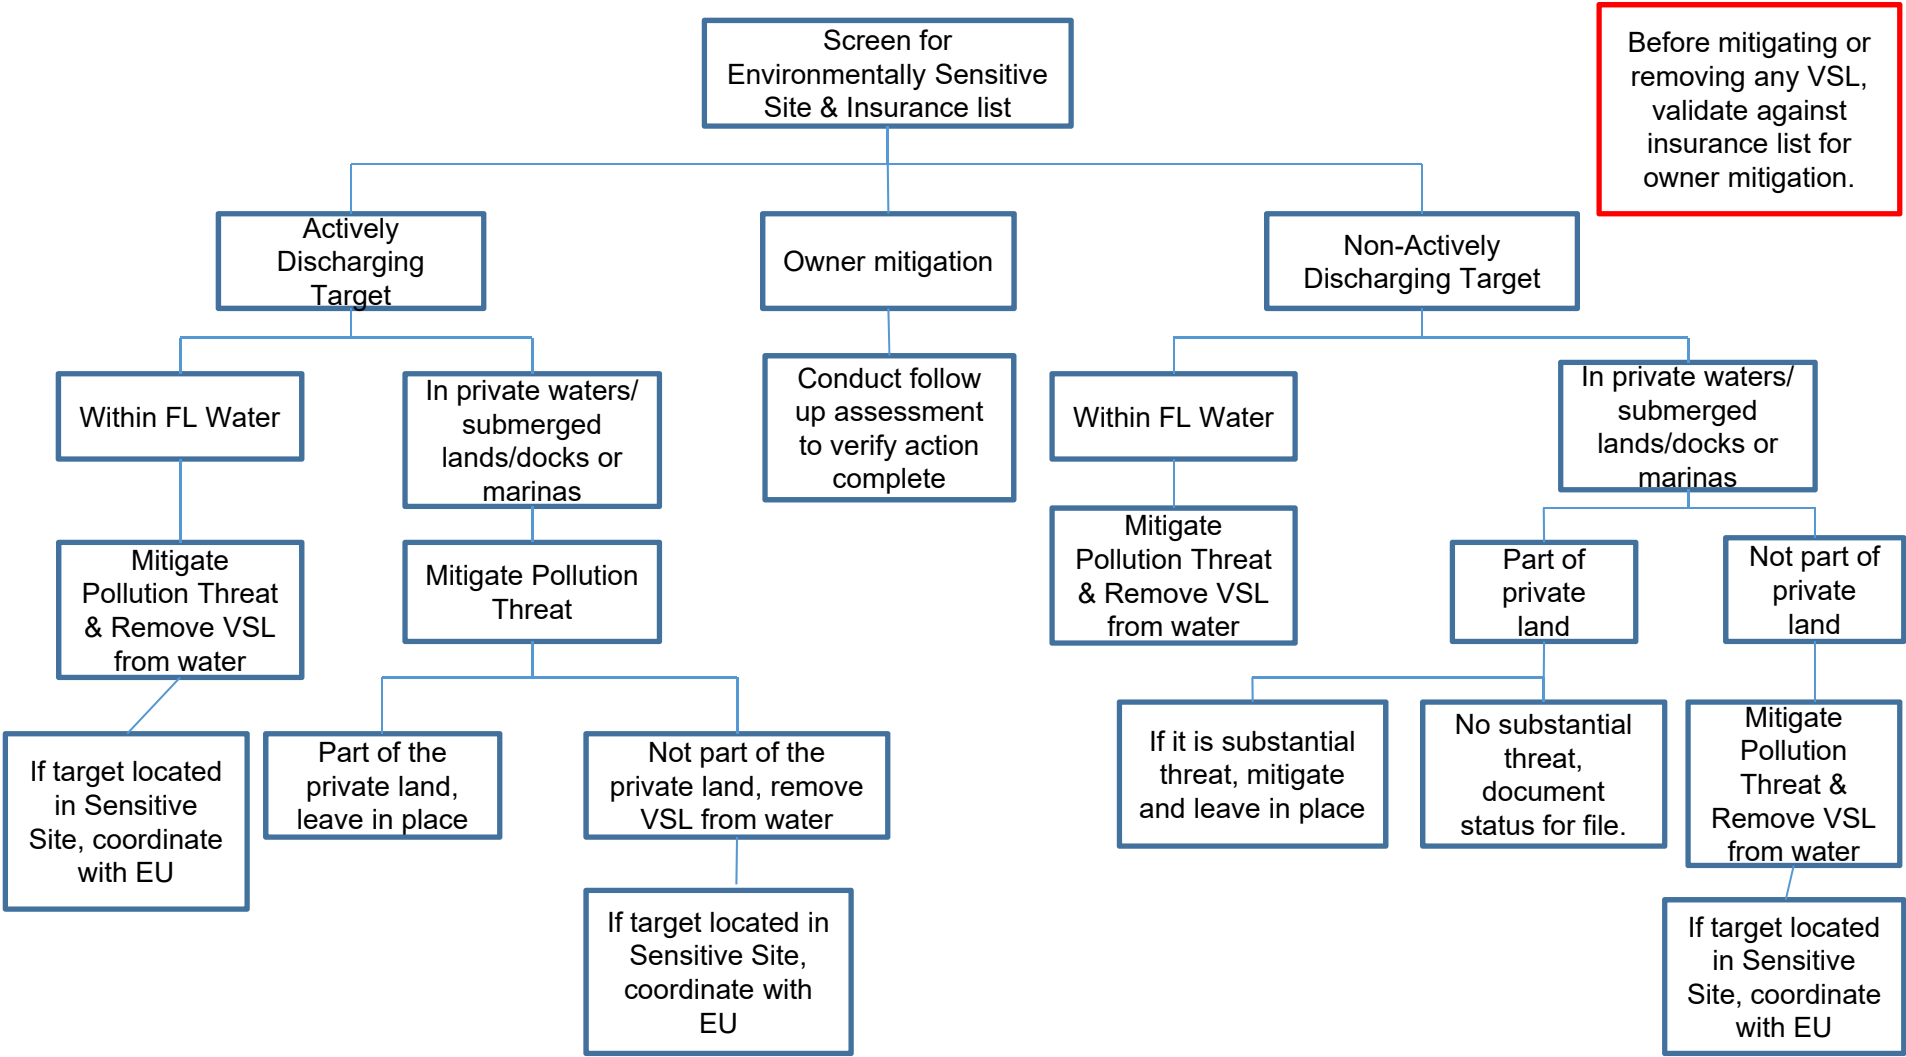 Screen for
Environmentally Sensitive
Site & Insurance list
Before mitigating or
removing any VSL,
validate against
insurance list for
owner mitigation.
Actively
Discharging
Target
Owner mitigation
Non-Actively
Discharging Target
Within FL Water
In private waters/
submerged
lands/docks or
marinas
Conduct follow
up assessment
to verify action
complete
Within FL Water
In private waters/
submerged
lands/docks or
marinas
Mitigate
Pollution Threat
& Remove VSL
from water
Mitigate Pollution
Threat
Mitigate
Pollution Threat
& Remove VSL
from water
Part of
private
land
Not part of
private
land
If target located
in Sensitive
Site, coordinate
with EU
Part of the
private land,
leave in place
Not part of the
private land, remove
VSL from water
If it is substantial
threat, mitigate
and leave in place
No substantial
threat,
document
status for file.
Mitigate
Pollution
Threat &
Remove VSL
from water
If target located in
Sensitive Site,
coordinate with
EU
If target located
in Sensitive
Site, coordinate
with EU